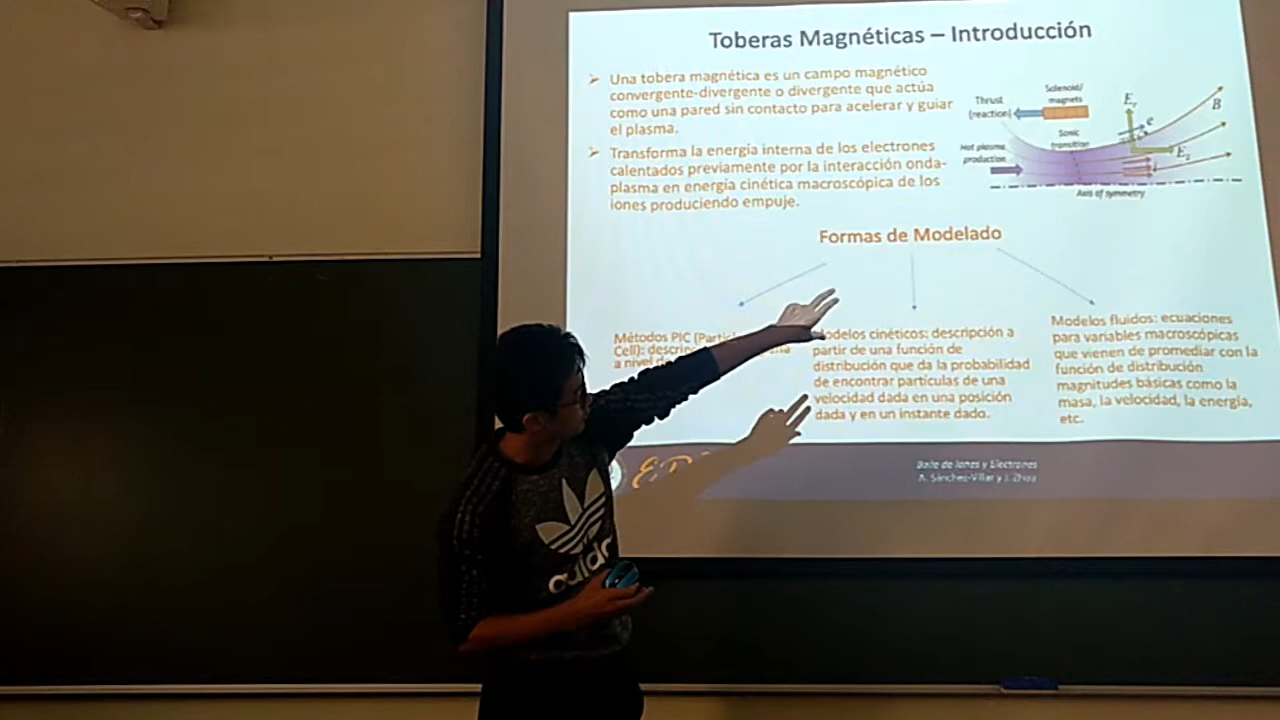 Toberas Magnéticas – Introducción
➢ Una tobera magnética es un campo magnético
convergente-divergente o divergente que actúa
como una pared sin contacto para acelerar y guiar
el plasma.
➢ Transforma la energía interna de los electrones
calentados previamente por la interacción onda-
plasma en energía cinética macroscópica de los
iones produciendo empuje.
Thrust
(reaction)
Solenoid/
magnets
Sonic
transition
Hot plasma
production
Er
e
B
Ez
i
Axis of symmetry
Formas de Modelado
Métodos PIC
Cell):
a nivel
modelos cinéticos: descripción a
partir de una función de
distribución que da la probabilidad
de encontrar partículas de una
velocidad dada en una posición
dada y en un instante dado.
Modelos fluidos: ecuaciones
para variables macroscópicas
que vienen de promediar con la
función de distribución
magnitudes básicas como la
masa, la velocidad, la energía,
etc.
Baile de Iones y Electrones
A. Sánchez-Villar y J. Zhou
adidas